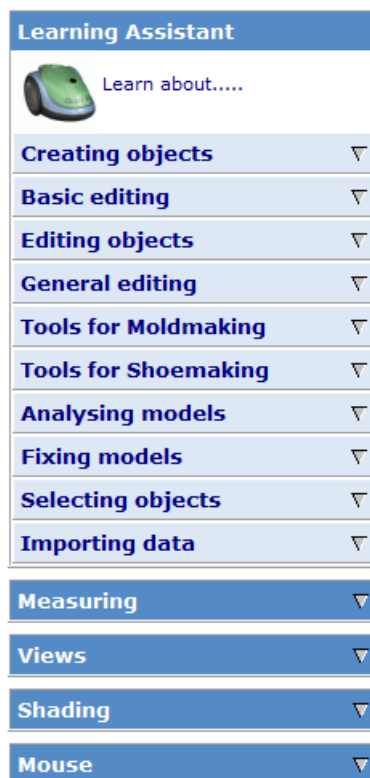 Learning Assistant
Learn about.....
Creating objects
Basic editing
Editing objects
General editing
Tools for Moldmaking
Tools for Shoemaking
Analysing models
Fixing models
Selecting objects
Importing data
Measuring
Views
Shading
Mouse